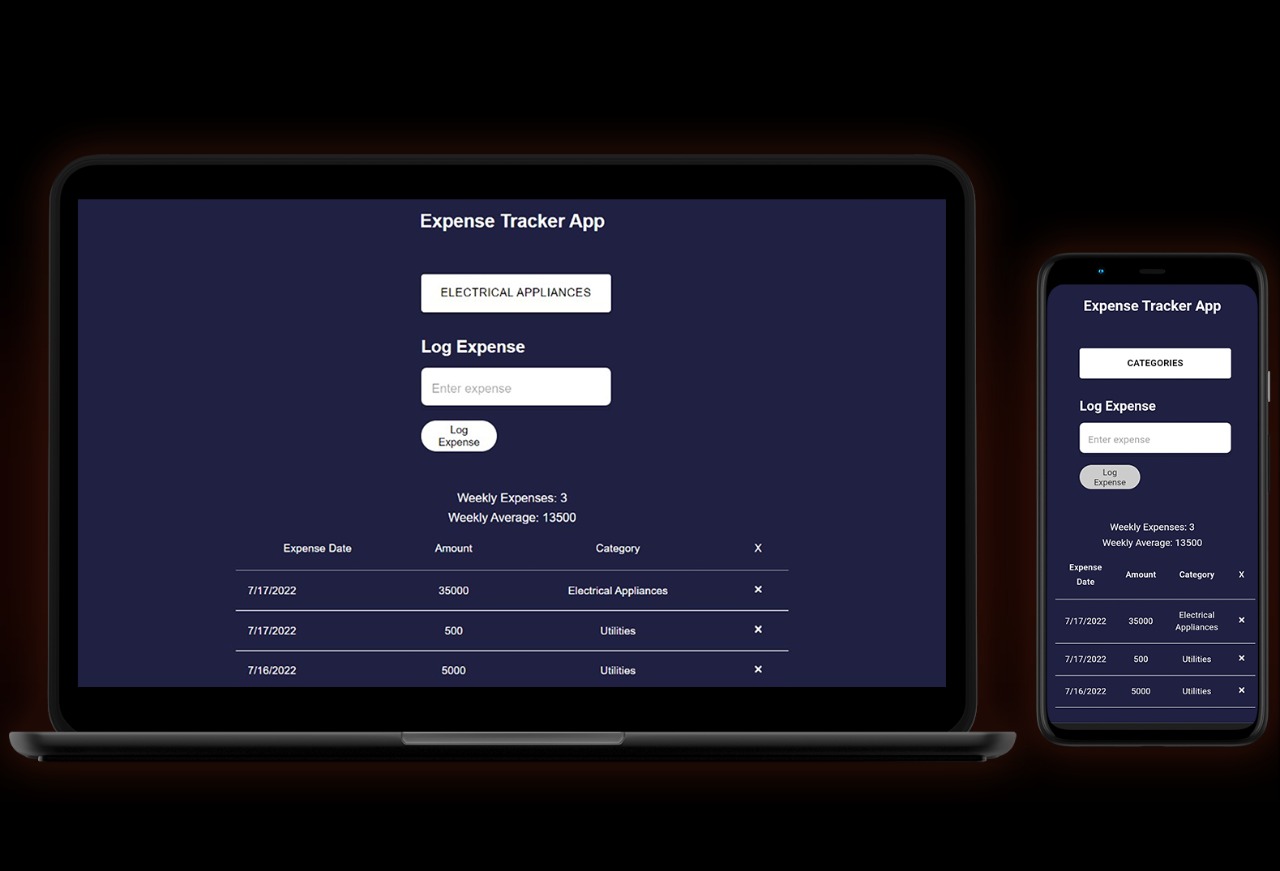 Expense Tracker App
ELECTRICAL APPLIANCES
Log Expense
Enter expense
Log
Expense
Weekly Expenses: 3
Weekly Average: 13500
Expense Date Amount Category X
7/17/2022 35000 Electrical Appliances ×
7/17/2022 500 Utilities ×
7/16/2022 5000 Utilities ×
Expense Tracker App
CATEGORIES
Log Expense
Enter expense
Log
Expense
Weekly Expenses: 3
Weekly Average: 13500
Expense
Date Amount Category X
7/17/2022 35000 Electrical
Appliances ×
7/17/2022 500 Utilities ×
7/16/2022 5000 Utilities ×